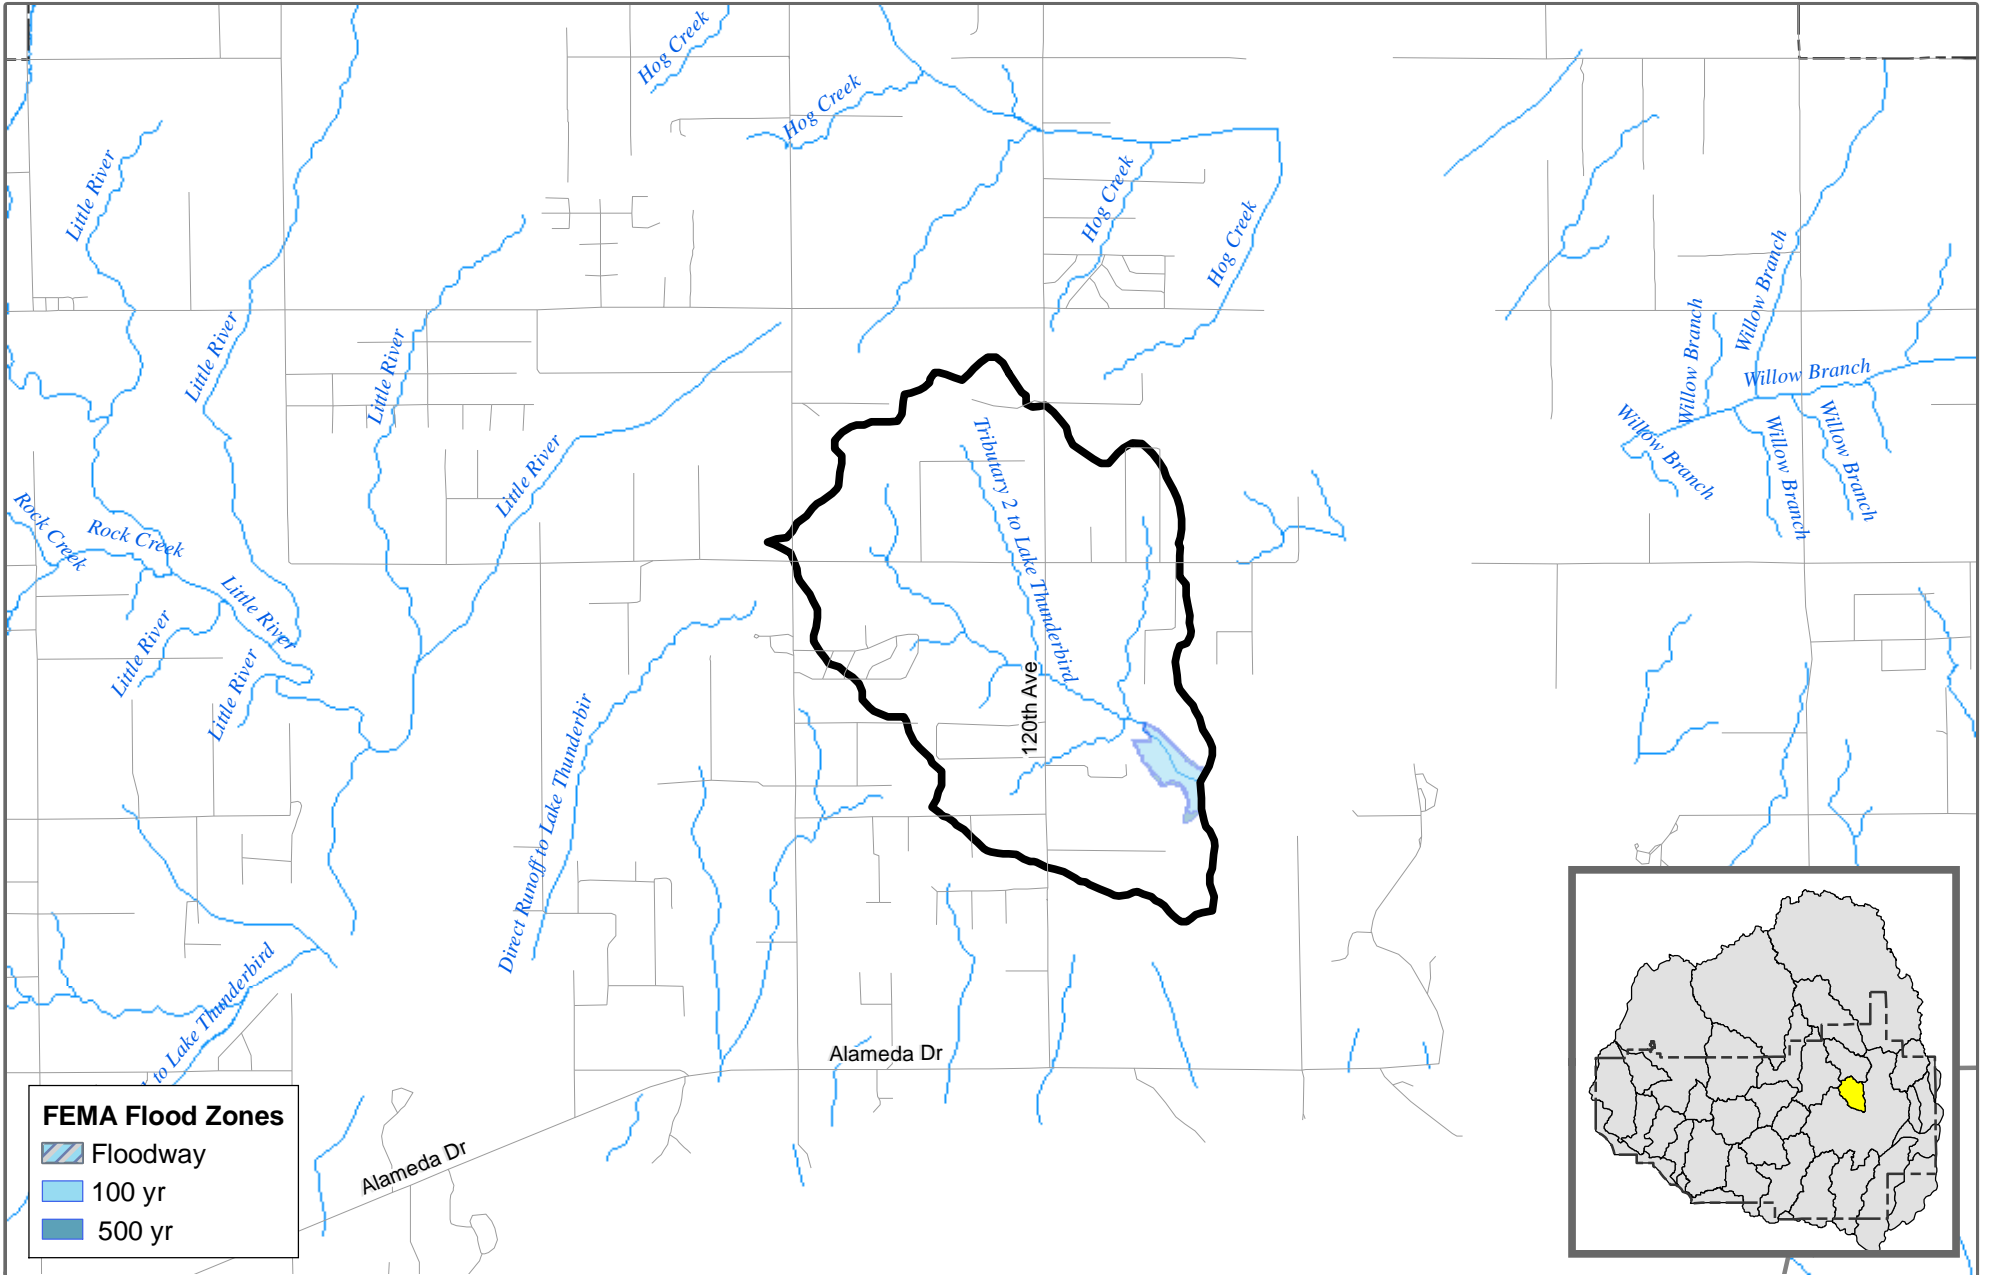 Hog Creek
Hog Creek
Little River
Hog Creek
Hog Creek
Little River
Little River
Willow Branch
Willow Branch
Willow Branch
Willow Branch
Willow Branch
Willow Branch
Little River
Tributary 2 to Lake Thunderbird
Rock Creek
Rock Creek
Little River
Little River
Little River
120th Ave
Direct Runoff to Lake Thunderbir
to Lake Thunderbird
Alameda Dr
Alameda Dr
FEMA Flood Zones
Floodway
100 yr
500 yr